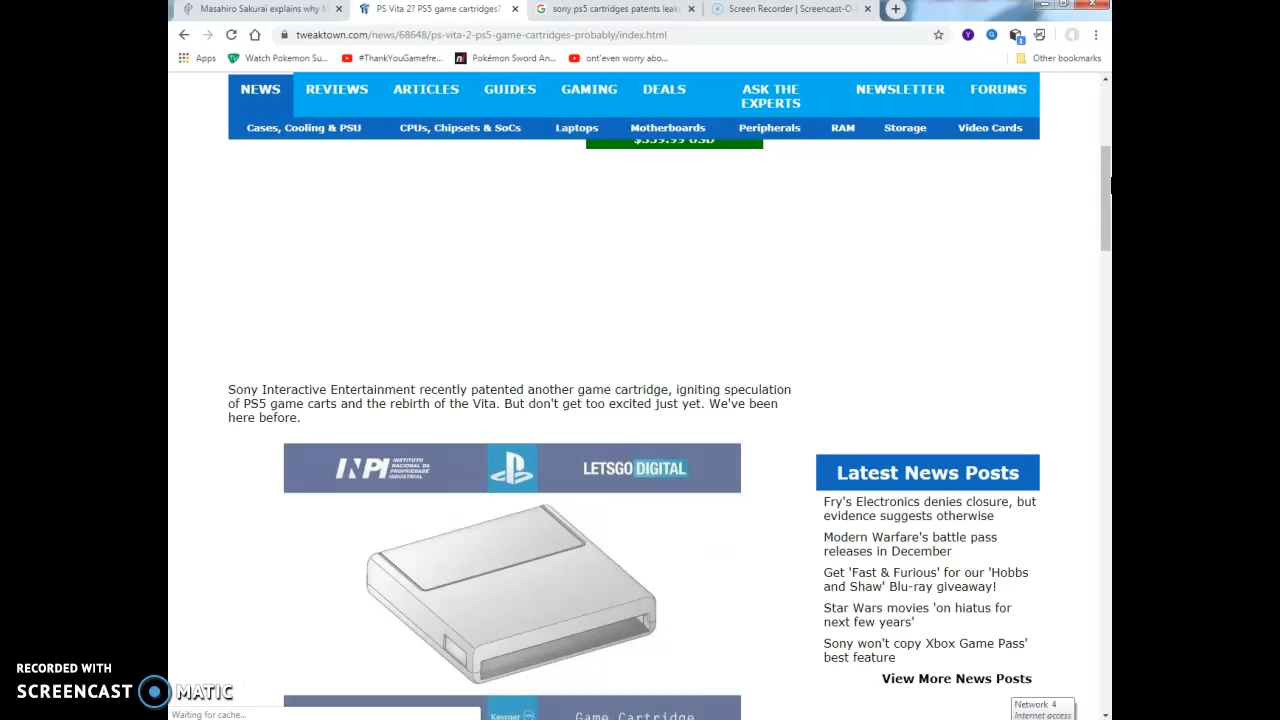 Masahiro Sakurai explains why M
PS Vita 2? PS5 game cartridges?
sony ps5 cartridges patents leak
Screen Recorder | Screencast-O-
tweaktown.com/news/68648/ps-vita-2-ps5-game-cartridges-probably/index.html
Apps
Watch Pokemon Su...
#ThankYouGamefre...
Pokémon Sword An...
ont'even worry abo...
Other bookmarks
NEWS REVIEWS ARTICLES GUIDES GAMING DEALS ASK THE EXPERTS NEWSLETTER FORUMS
Cases, Cooling & PSU CPUs, Chipsets & SoCs Laptops Motherboards Peripherals RAM Storage Video Cards
Sony Interactive Entertainment recently patented another game cartridge, igniting speculation
of PS5 game carts and the rebirth of the Vita. But don't get too excited just yet. We've been
here before.
INPI INSTITUTO NACIONAL DA PROPRIEDADE INDUSTRIAL
LETSGODIGITAL
Game Cartridge
Latest News Posts
Fry's Electronics denies closure, but
evidence suggests otherwise
Modern Warfare's battle pass
releases in December
Get 'Fast & Furious' for our 'Hobbs
and Shaw' Blu-ray giveaway!
Star Wars movies 'on hiatus for
next few years'
Sony won't copy Xbox Game Pass'
best feature
View More News Posts
Network 4
Internet access
Waiting for cache...
RECORDED WITH
SCREENCAST MATIC